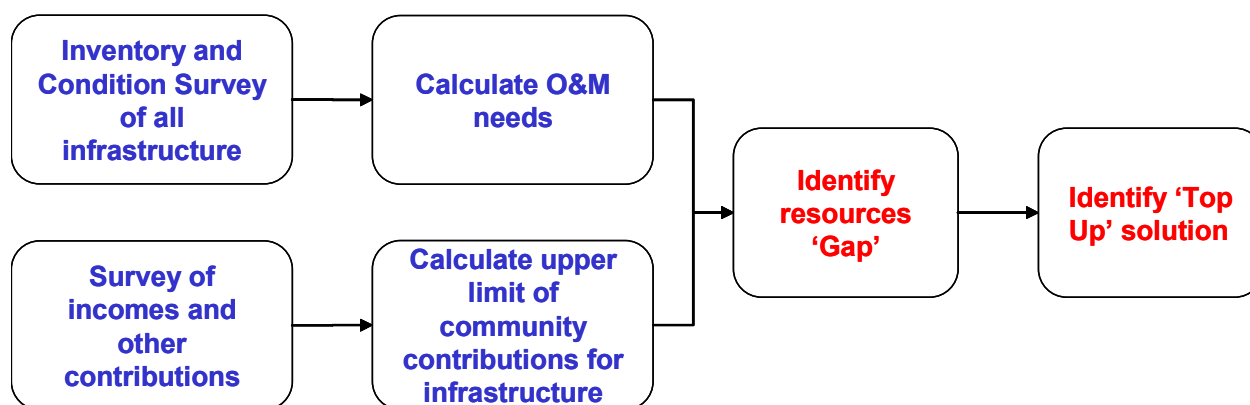 Inventory and
Condition Survey
of all
infrastructure
Calculate O&M
needs
Survey of
incomes and
other
contributions
Calculate upper
limit of
community
contributions for
infrastructure
Identify
resources
‘Gap’
Identify ‘Top
Up’ solution